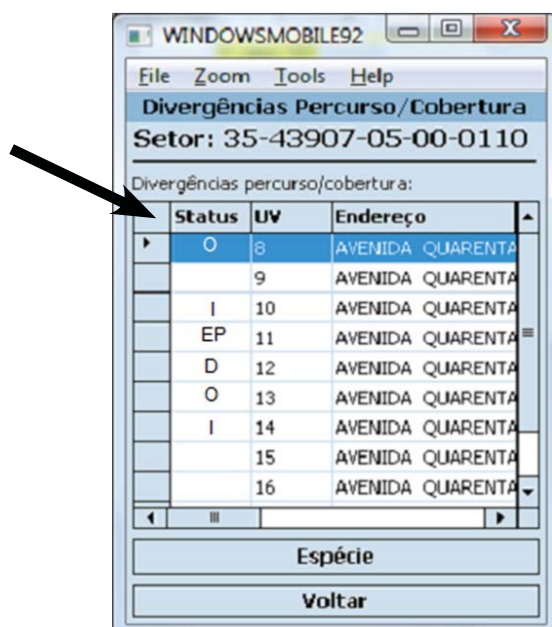 WINDOWSMOBILE92
File Zoom Tools Help
Divergências Percurso/Cobertura
Setor: 35-43907-05-00-0110
Divergências percurso/cobertura:
Status UV Endereço
O 8 AVENIDA QUARENTA
9 AVENIDA QUARENTA
I 10 AVENIDA QUARENTA
EP 11 AVENIDA QUARENTA
D 12 AVENIDA QUARENTA
O 13 AVENIDA QUARENTA
I 14 AVENIDA QUARENTA
15 AVENIDA QUARENTA
16 AVENIDA QUARENTA
Espécie
Voltar